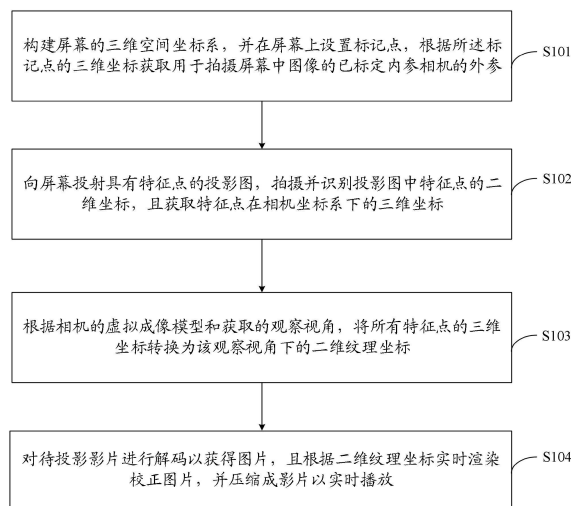 构建屏幕的三维空间坐标系，并在屏幕上设置标记点，根据所述标
记点的三维坐标获取用于拍摄屏幕中图像的已标定内参相机的外参
S101
向屏幕投射具有特征点的投影图，拍摄并识别投影图中特征点的二
维坐标，且获取特征点在相机坐标系下的三维坐标
S102
根据相机的虚拟成像模型和获取的观察视角，将所有特征点的三维
坐标转换为该观察视角下的二维纹理坐标
S103
对待投影影片进行解码以获得图片，且根据二维纹理坐标实时渲染
校正图片，并压缩成影片以实时播放
S104